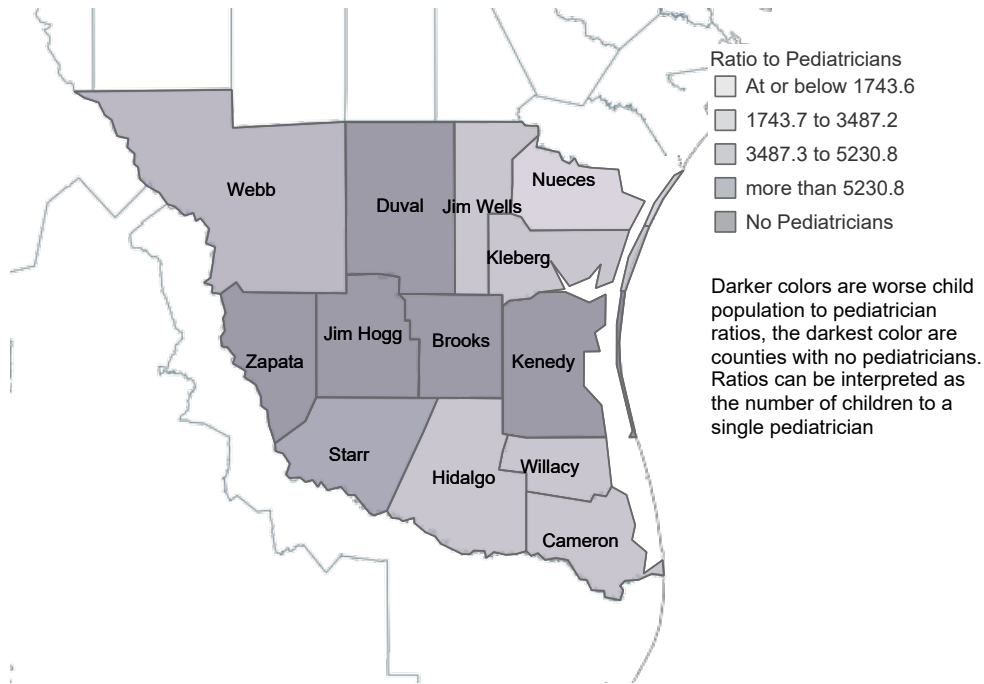 Ratio to Pediatricians
At or below 1743.6
1743.7 to 3487.2
3487.3 to 5230.8
more than 5230.8
No Pediatricians
Darker colors are worse child
population to pediatrician
ratios, the darkest color are
counties with no pediatricians.
Ratios can be interpreted as
the number of children to a
single pediatrician
Webb
Duval
Jim Wells
Nueces
Kleberg
Zapata
Jim Hogg
Brooks
Kenedy
Starr
Hidalgo
Willacy
Cameron